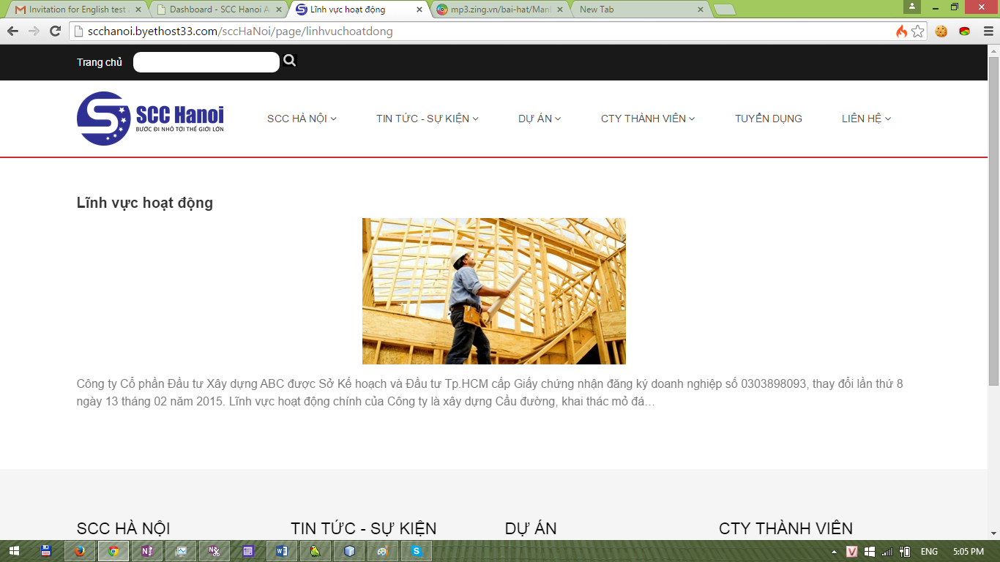 Invitation for English test
Dashboard - SCC Hanoi A
Lĩnh vực hoạt động
mp3.zing.vn/bai-hat/Man
New Tab
scchanoi.byethost33.com/sccHaNoi/page/linhvuchoatdong
Trang chủ
SCC Hanoi
BƯỚC ĐI NHỎ TỚI THẾ GIỚI LỚN
SCC HÀ NỘI
TIN TỨC - SỰ KIỆN
DỰ ÁN
CTY THÀNH VIÊN
TUYỂN DỤNG
LIÊN HỆ
Lĩnh vực hoạt động
Công ty Cổ phần Đầu tư Xây dựng ABC được Sở Kế hoạch và Đầu tư Tp.HCM cấp Giấy chứng nhận đăng ký doanh nghiệp số 0303898093, thay đổi lần thứ 8
ngày 13 tháng 02 năm 2015. Lĩnh vực hoạt động chính của Công ty là xây dựng Cầu đường, khai thác mỏ đá…
SCC HÀ NỘI
TIN TỨC - SỰ KIỆN
DỰ ÁN
CTY THÀNH VIÊN
ENG
5:05 PM